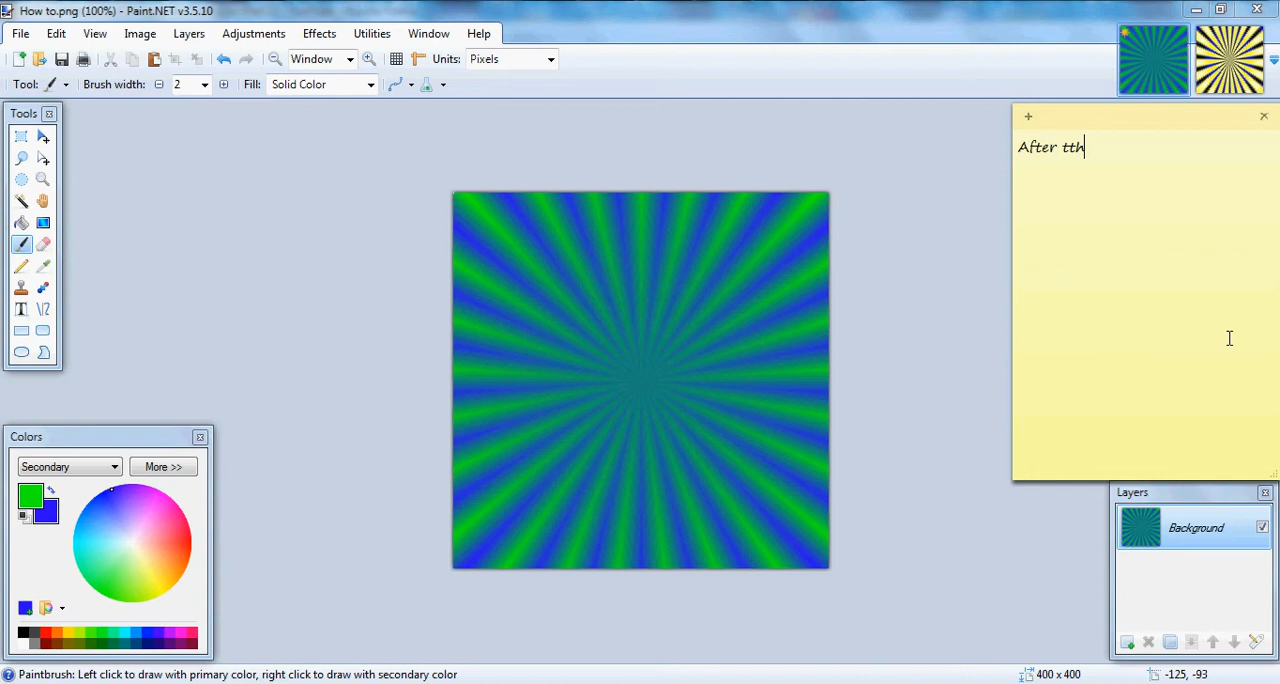 How to.png (100%) - Paint.NET v3.5.10
File Edit View Image Layers Adjustments Effects Utilities Window Help
Window Units: Pixels
Tool: Brush width: 2 Fill: Solid Color
Tools
After tth
Colors
Secondary More >>
Layers
Background
Paintbrush: Left click to draw with primary color, right click to draw with secondary color
400 x 400 -125, -93